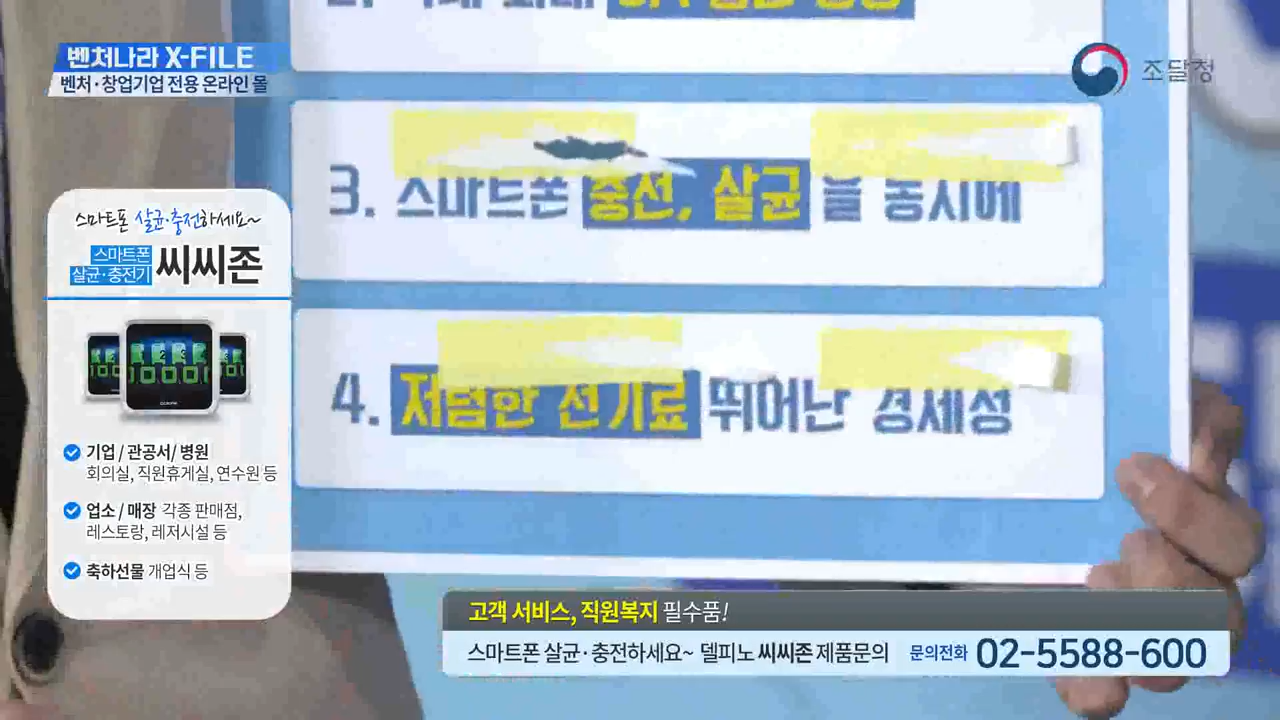 벤처나라 X-FILE
벤처·창업기업 전용 온라인 몰
조달청
3. 스마트폰 충전, 살균을 동시에
4. 저렴한 전기료 뛰어난 경제성
스마트폰 살균·충전하세요~
스마트폰
살균·충전기
씨씨존
기업 / 관공서/ 병원
회의실, 직원휴게실, 연수원 등
업소 / 매장 각종 판매점,
레스토랑, 레저시설 등
축하선물 개업식 등
고객 서비스, 직원복지 필수품!
스마트폰 살균·충전하세요~ 델피노 씨씨존 제품문의 문의전화 02-5588-600